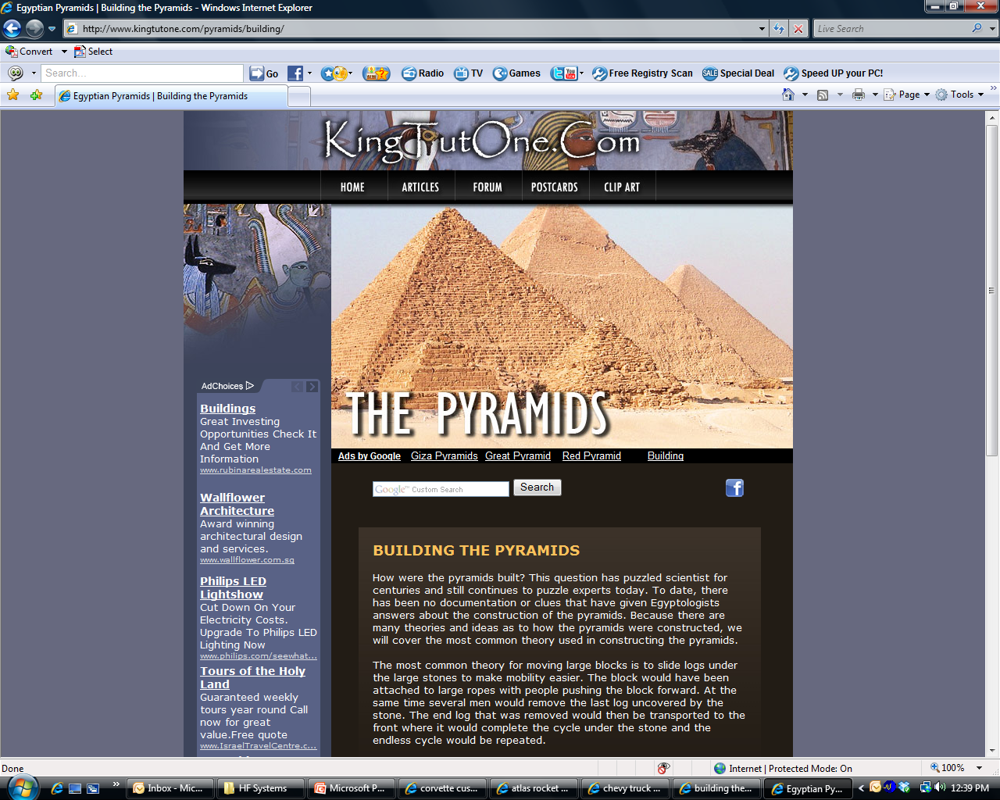 Egyptian Pyramids | Building the Pyramids - Windows Internet Explorer
http://www.kingtutone.com/pyramids/building/
Live Search
Convert Select
Search... Go Radio TV Games You Tube Free Registry Scan SALE Special Deal Speed UP your PC!
Egyptian Pyramids | Building the Pyramids Page Tools
KingTutOne.Com
HOME ARTICLES FORUM POSTCARDS CLIP ART
THE PYRAMIDS
Ads by Google Giza Pyramids Great Pyramid Red Pyramid Building
Google™ Custom Search Search
AdChoices
Buildings
Great Investing
Opportunities Check It
And Get More
Information
www.rubinarealestate.com
Wallflower
Architecture
Award winning
architectural design
and services.
www.wallflower.com.sg
Philips LED
Lightshow
Cut Down On Your
Electricity Costs.
Upgrade To Philips LED
Lighting Now
www.philips.com/seewhat...
Tours of the Holy
Land
Guaranteed weekly
tours year round Call
now for great
value.Free quote
www.IsraelTravelCentre.c...
BUILDING THE PYRAMIDS
How were the pyramids built? This question has puzzled scientist for
centuries and still continues to puzzle experts today. To date, there
has been no documentation or clues that have given Egyptologists
answers about the construction of the pyramids. Because there are
many theories and ideas as to how the pyramids were constructed, we
will cover the most common theory used in constructing the pyramids.
The most common theory for moving large blocks is to slide logs under
the large stones to make mobility easier. The block would have been
attached to large ropes with people pushing the block forward. At the
same time several men would remove the last log uncovered by the
stone. The end log that was removed would then be transported to the
front where it would complete the cycle under the stone and the
endless cycle would be repeated.
Done Internet | Protected Mode: On 100%
Inbox - Mic... HF Systems Microsoft P... corvette cus... atlas rocket ... chevy truck ... building the... Egyptian Py... 12:39 PM